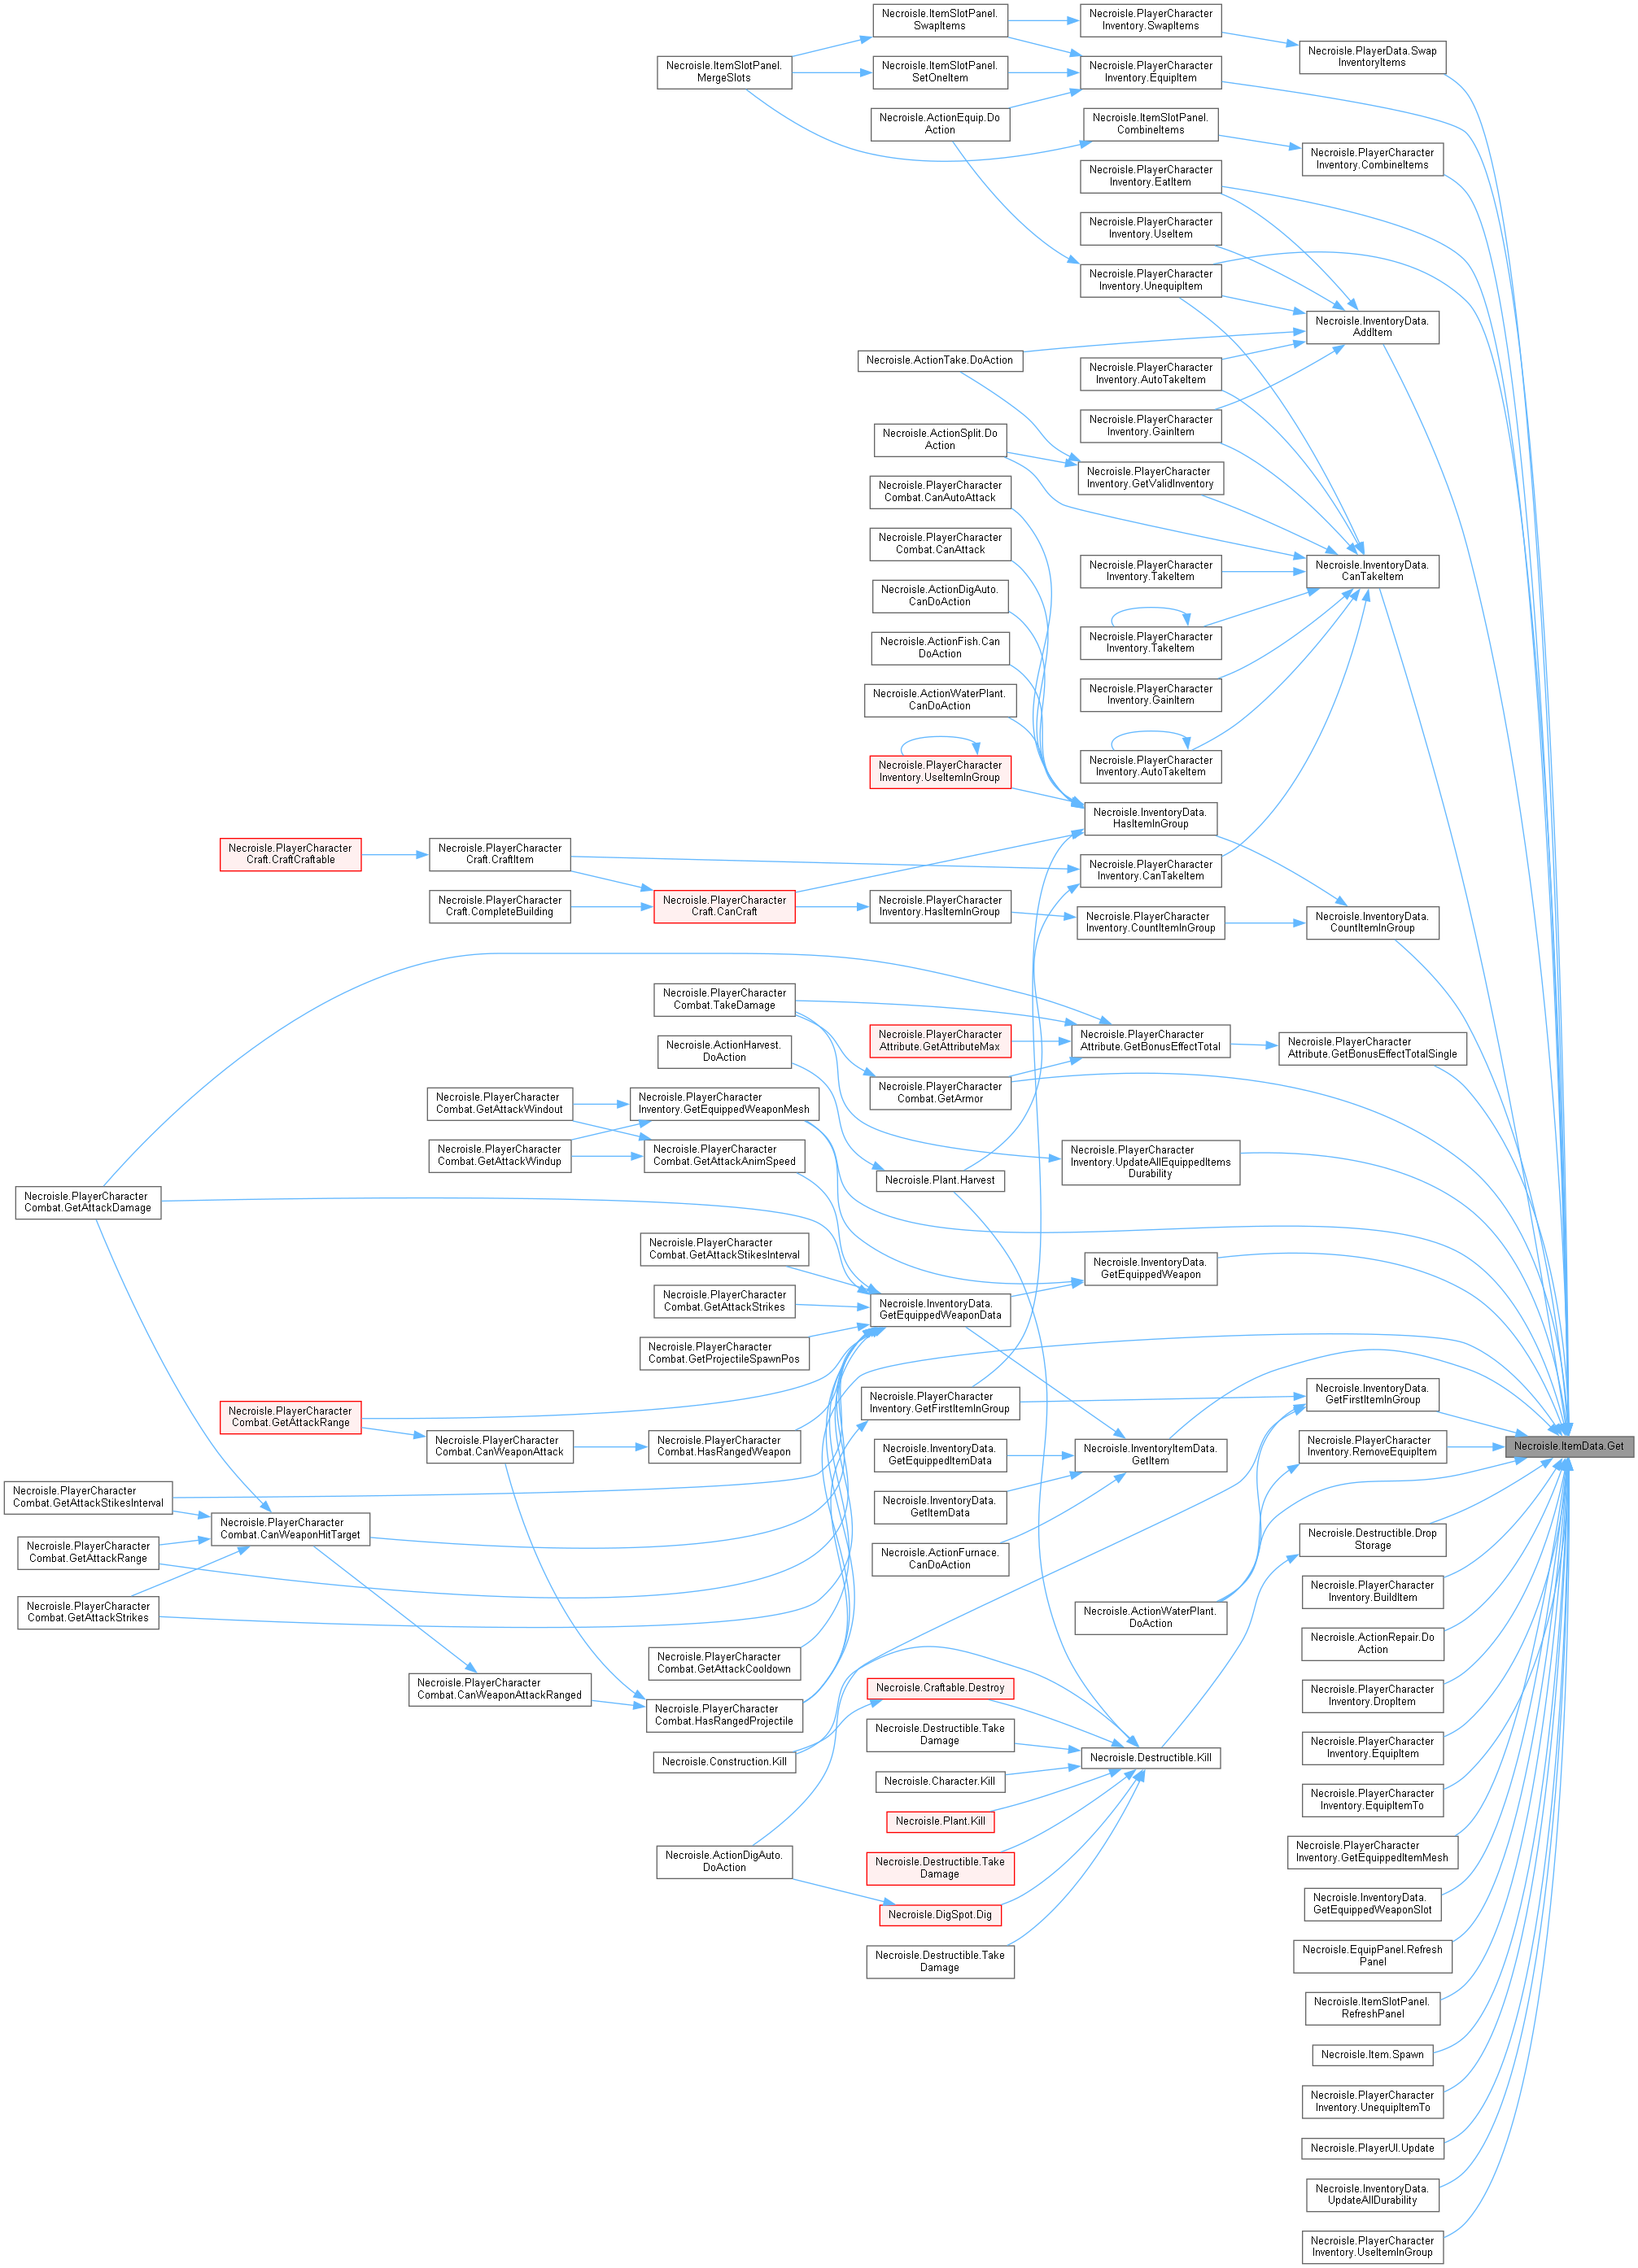 Necroisle.ItemSlotPanel.
SwapItems
Necroisle.PlayerCharacter
Inventory.SwapItems
Necroisle.PlayerData.Swap
InventoryItems
Necroisle.ItemSlotPanel.
MergeSlots
Necroisle.ItemSlotPanel.
SetOneItem
Necroisle.PlayerCharacter
Inventory.EquipItem
Necroisle.ActionEquip.Do
Action
Necroisle.ItemSlotPanel.
CombineItems
Necroisle.PlayerCharacter
Inventory.CombineItems
Necroisle.PlayerCharacter
Inventory.EatItem
Necroisle.PlayerCharacter
Inventory.UseItem
Necroisle.PlayerCharacter
Inventory.UnequipItem
Necroisle.InventoryData.
AddItem
Necroisle.ActionTake.DoAction
Necroisle.PlayerCharacter
Inventory.AutoTakeItem
Necroisle.PlayerCharacter
Inventory.GainItem
Necroisle.ActionSplit.Do
Action
Necroisle.PlayerCharacter
Inventory.GetValidInventory
Necroisle.PlayerCharacter
Combat.CanAutoAttack
Necroisle.PlayerCharacter
Combat.CanAttack
Necroisle.PlayerCharacter
Inventory.TakeItem
Necroisle.InventoryData.
CanTakeItem
Necroisle.ActionDigAuto.
CanDoAction
Necroisle.ActionFish.Can
DoAction
Necroisle.PlayerCharacter
Inventory.TakeItem
Necroisle.ActionWaterPlant.
CanDoAction
Necroisle.PlayerCharacter
Inventory.GainItem
Necroisle.PlayerCharacter
Inventory.UseItemInGroup
Necroisle.PlayerCharacter
Inventory.AutoTakeItem
Necroisle.InventoryData.
HasItemInGroup
Necroisle.PlayerCharacter
Craft.CraftCraftable
Necroisle.PlayerCharacter
Craft.CraftItem
Necroisle.PlayerCharacter
Inventory.CanTakeItem
Necroisle.PlayerCharacter
Craft.CompleteBuilding
Necroisle.PlayerCharacter
Craft.CanCraft
Necroisle.PlayerCharacter
Inventory.HasItemInGroup
Necroisle.PlayerCharacter
Inventory.CountItemInGroup
Necroisle.InventoryData.
CountItemInGroup
Necroisle.PlayerCharacter
Combat.TakeDamage
Necroisle.ActionHarvest.
DoAction
Necroisle.PlayerCharacter
Attribute.GetAttributeMax
Necroisle.PlayerCharacter
Attribute.GetBonusEffectTotal
Necroisle.PlayerCharacter
Attribute.GetBonusEffectTotalSingle
Necroisle.PlayerCharacter
Combat.GetArmor
Necroisle.PlayerCharacter
Combat.GetAttackWindout
Necroisle.PlayerCharacter
Inventory.GetEquippedWeaponMesh
Necroisle.PlayerCharacter
Combat.GetAttackWindup
Necroisle.PlayerCharacter
Combat.GetAttackAnimSpeed
Necroisle.Plant.Harvest
Necroisle.PlayerCharacter
Inventory.UpdateAllEquippedItems
Durability
Necroisle.PlayerCharacter
Combat.GetAttackDamage
Necroisle.PlayerCharacter
Combat.GetAttackStikesInterval
Necroisle.InventoryData.
GetEquippedWeapon
Necroisle.PlayerCharacter
Combat.GetAttackStrikes
Necroisle.InventoryData.
GetEquippedWeaponData
Necroisle.PlayerCharacter
Combat.GetProjectileSpawnPos
Necroisle.PlayerCharacter
Combat.GetAttackRange
Necroisle.PlayerCharacter
Inventory.GetFirstItemInGroup
Necroisle.InventoryData.
GetFirstItemInGroup
Necroisle.PlayerCharacter
Combat.CanWeaponAttack
Necroisle.PlayerCharacter
Combat.HasRangedWeapon
Necroisle.InventoryData.
GetEquippedItemData
Necroisle.InventoryItemData.
GetItem
Necroisle.PlayerCharacter
Inventory.RemoveEquipItem
Necroisle.ItemData.Get
Necroisle.PlayerCharacter
Combat.GetAttackStikesInterval
Necroisle.InventoryData.
GetItemData
Necroisle.PlayerCharacter
Combat.CanWeaponHitTarget
Necroisle.Destructible.Drop
Storage
Necroisle.PlayerCharacter
Combat.GetAttackRange
Necroisle.ActionFurnace.
CanDoAction
Necroisle.PlayerCharacter
Inventory.BuildItem
Necroisle.PlayerCharacter
Combat.GetAttackStrikes
Necroisle.ActionWaterPlant.
DoAction
Necroisle.ActionRepair.Do
Action
Necroisle.PlayerCharacter
Combat.GetAttackCooldown
Necroisle.PlayerCharacter
Combat.CanWeaponAttackRanged
Necroisle.Craftable.Destroy
Necroisle.PlayerCharacter
Inventory.DropItem
Necroisle.PlayerCharacter
Combat.HasRangedProjectile
Necroisle.Destructible.Take
Damage
Necroisle.Construction.Kill
Necroisle.Destructible.Kill
Necroisle.PlayerCharacter
Inventory.EquipItem
Necroisle.Character.Kill
Necroisle.PlayerCharacter
Inventory.EquipItemTo
Necroisle.Plant.Kill
Necroisle.ActionDigAuto.
DoAction
Necroisle.Destructible.Take
Damage
Necroisle.PlayerCharacter
Inventory.GetEquippedItemMesh
Necroisle.DigSpot.Dig
Necroisle.InventoryData.
GetEquippedWeaponSlot
Necroisle.Destructible.Take
Damage
Necroisle.EquipPanel.Refresh
Panel
Necroisle.ItemSlotPanel.
RefreshPanel
Necroisle.Item.Spawn
Necroisle.PlayerCharacter
Inventory.UnequipItemTo
Necroisle.PlayerUI.Update
Necroisle.InventoryData.
UpdateAllDurability
Necroisle.PlayerCharacter
Inventory.UseItemInGroup